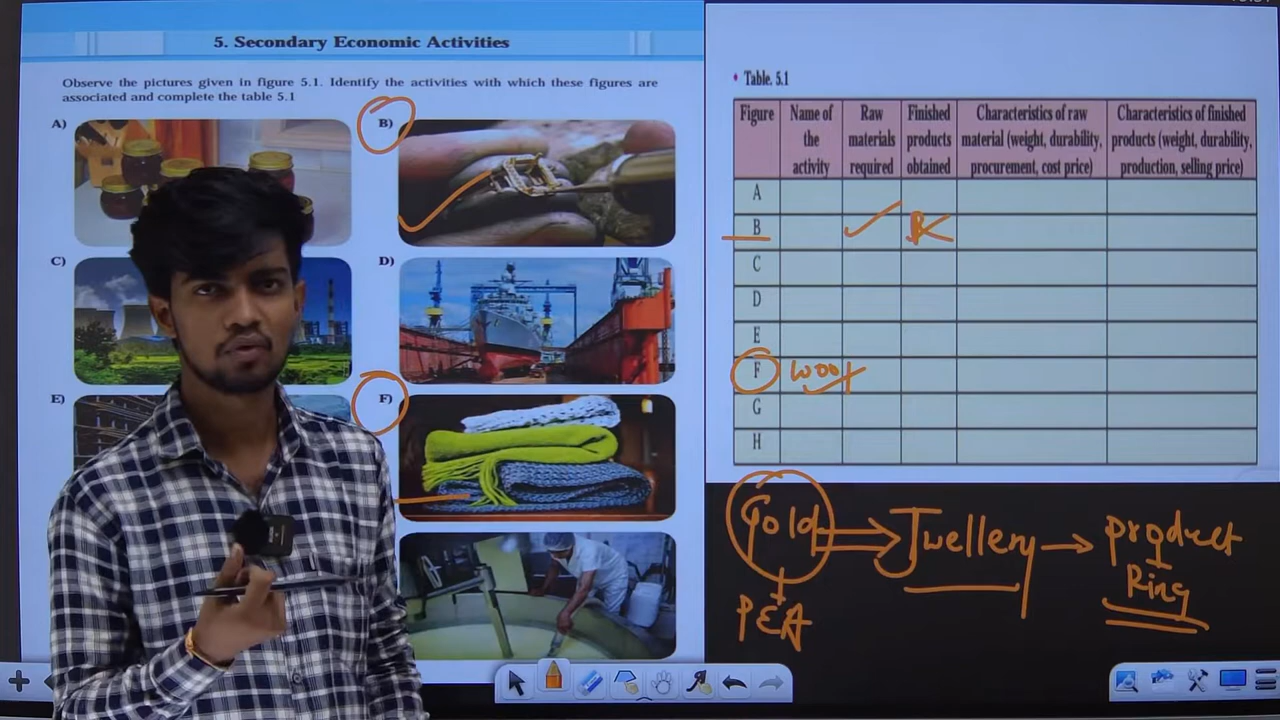 5. Secondary Economic Activities
Observe the pictures given in figure 5.1. Identify the activities with which these figures are
associated and complete the table 5.1
A)
B)
C)
D)
E)
F)
♦ Table. 5.1
Figure Name of the activity Raw materials required Finished products obtained Characteristics of raw material (weight, durability, procurement, cost price) Characteristics of finished products (weight, durability, production, selling price)
A
B
C
D
E
F
G
H
Gold Jwellery product
Ring
PEA